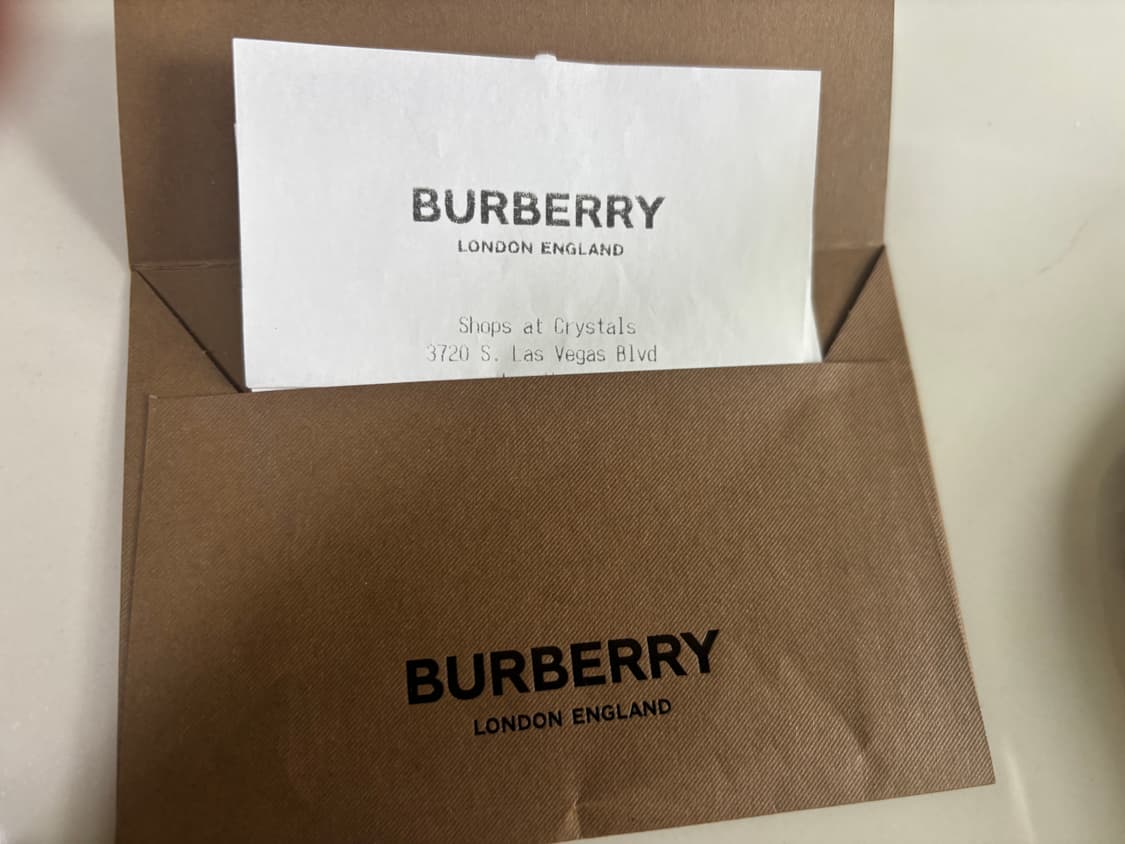 BURBERRY
LONDON ENGLAND
Shops at Crystals
3720 S. Las Vegas Blvd
BURBERRY
LONDON ENGLAND